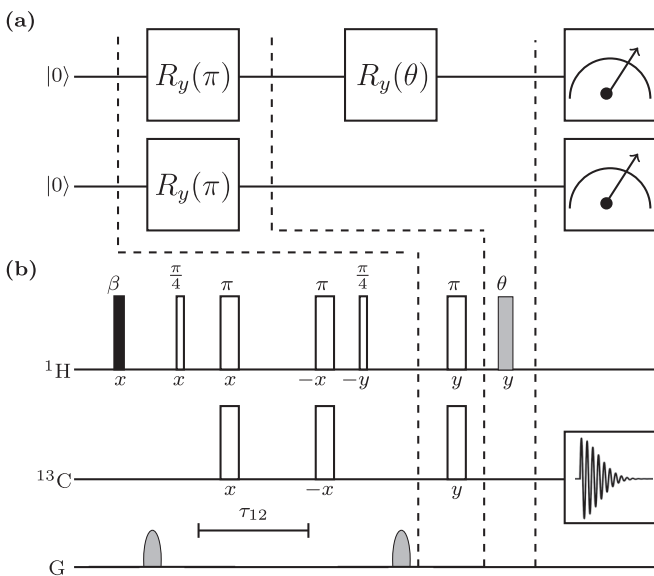 (a)
|0⟩ R_y(π) R_y(θ)
|0⟩ R_y(π)
(b)
β π/4 π π π/4 π θ
¹H
x x x −x −y y y
¹³C
x −x y
τ₁₂
G